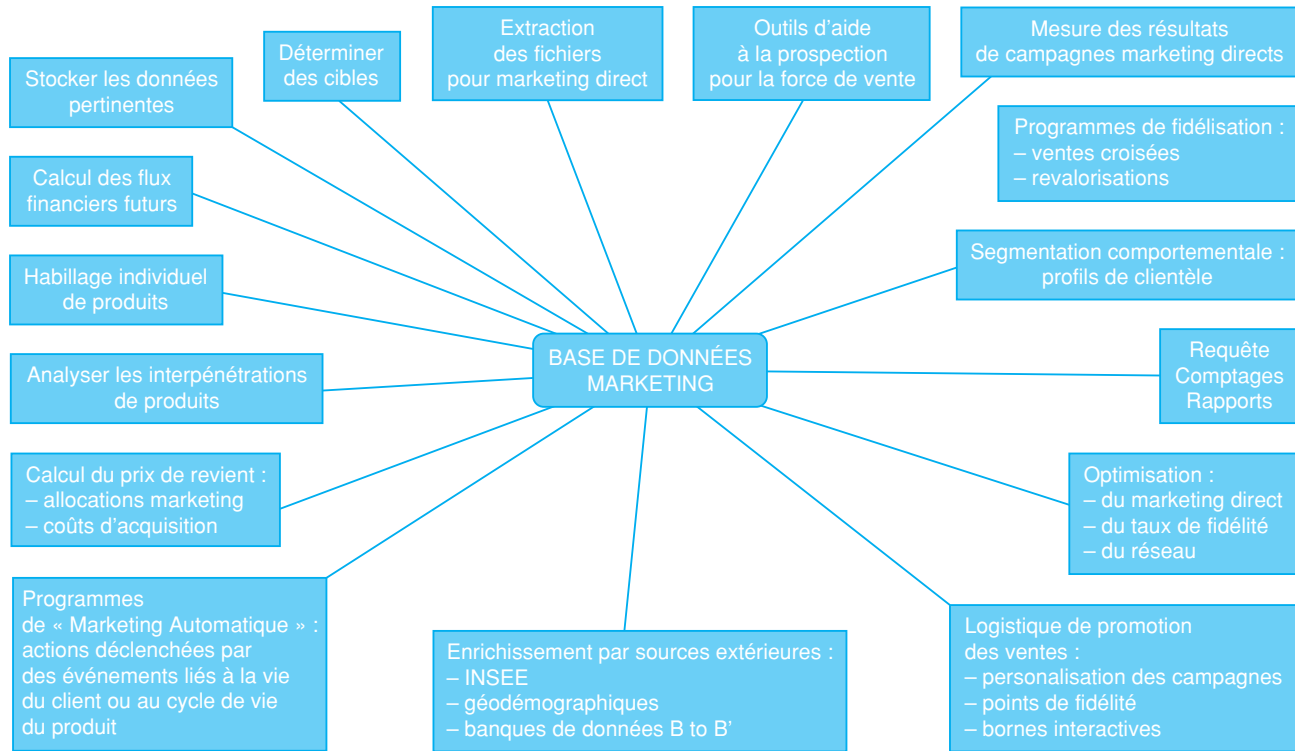 Stocker les données
pertinentes
Déterminer
des cibles
Extraction
des fichiers
pour marketing direct
Outils d'aide
à la prospection
pour la force de vente
Mesure des résultats
de campagnes marketing directs
Programmes de fidélisation :
– ventes croisées
– revalorisations
Calcul des flux
financiers futurs
Segmentation comportementale :
profils de clientèle
Habillage individuel
de produits
BASE DE DONNÉES
MARKETING
Requête
Comptages
Rapports
Analyser les interpénétrations
de produits
Calcul du prix de revient :
– allocations marketing
– coûts d'acquisition
Optimisation :
– du marketing direct
– du taux de fidélité
– du réseau
Programmes
de « Marketing Automatique » :
actions déclenchées par
des événements liés à la vie
du client ou au cycle de vie
du produit
Enrichissement par sources extérieures :
– INSEE
– géodémographiques
– banques de données B to B’
Logistique de promotion
des ventes :
– personalisation des campagnes
– points de fidélité
– bornes interactives